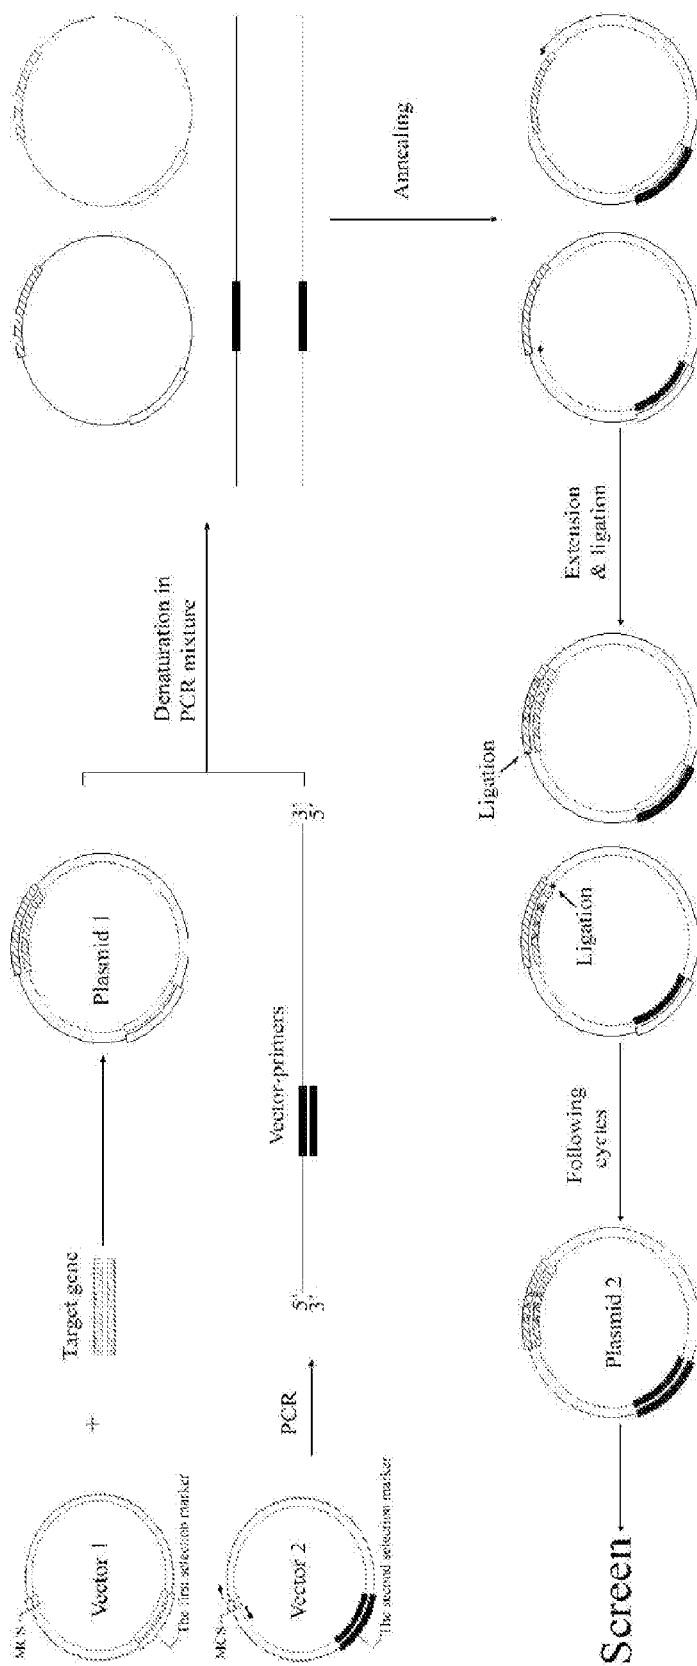 MCS
Vector 1
The first selection marker
+
Target gene
Plasmid 1
MCS
Vector 2
The second selection marker
PCR
5'
3'
Vector-primers
3'
5'
Denaturation in
PCR mixture
Annealing
Extension
& ligation
Ligation
Ligation
Following
cycles
Plasmid 2
Screen